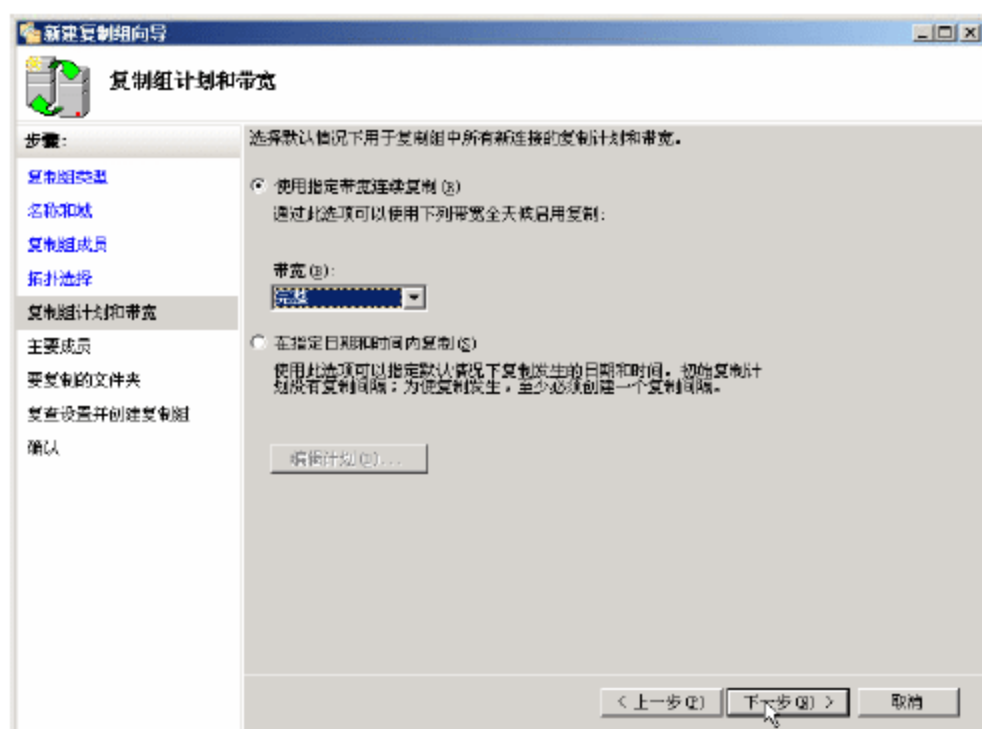 新建复制组向导
复制组计划和带宽
步骤:
选择默认情况下用于复制组中所有新连接的复制计划和带宽。
复制组类型
名称和域
复制组成员
拓扑选择
复制组计划和带宽
主要成员
要复制的文件夹
复查设置并创建复制组
确认
使用指定带宽连续复制(R)
通过此选项可以使用下列带宽全天候启用复制:
带宽(B):
完整
在指定日期和时间内复制(S)
使用此选项可以指定默认情况下复制发生的日期和时间。初始复制计
划没有复制间隔；为使复制发生，至少必须创建一个复制间隔。
编辑计划(D)...
< 上一步(P)
下一步(N) >
取消